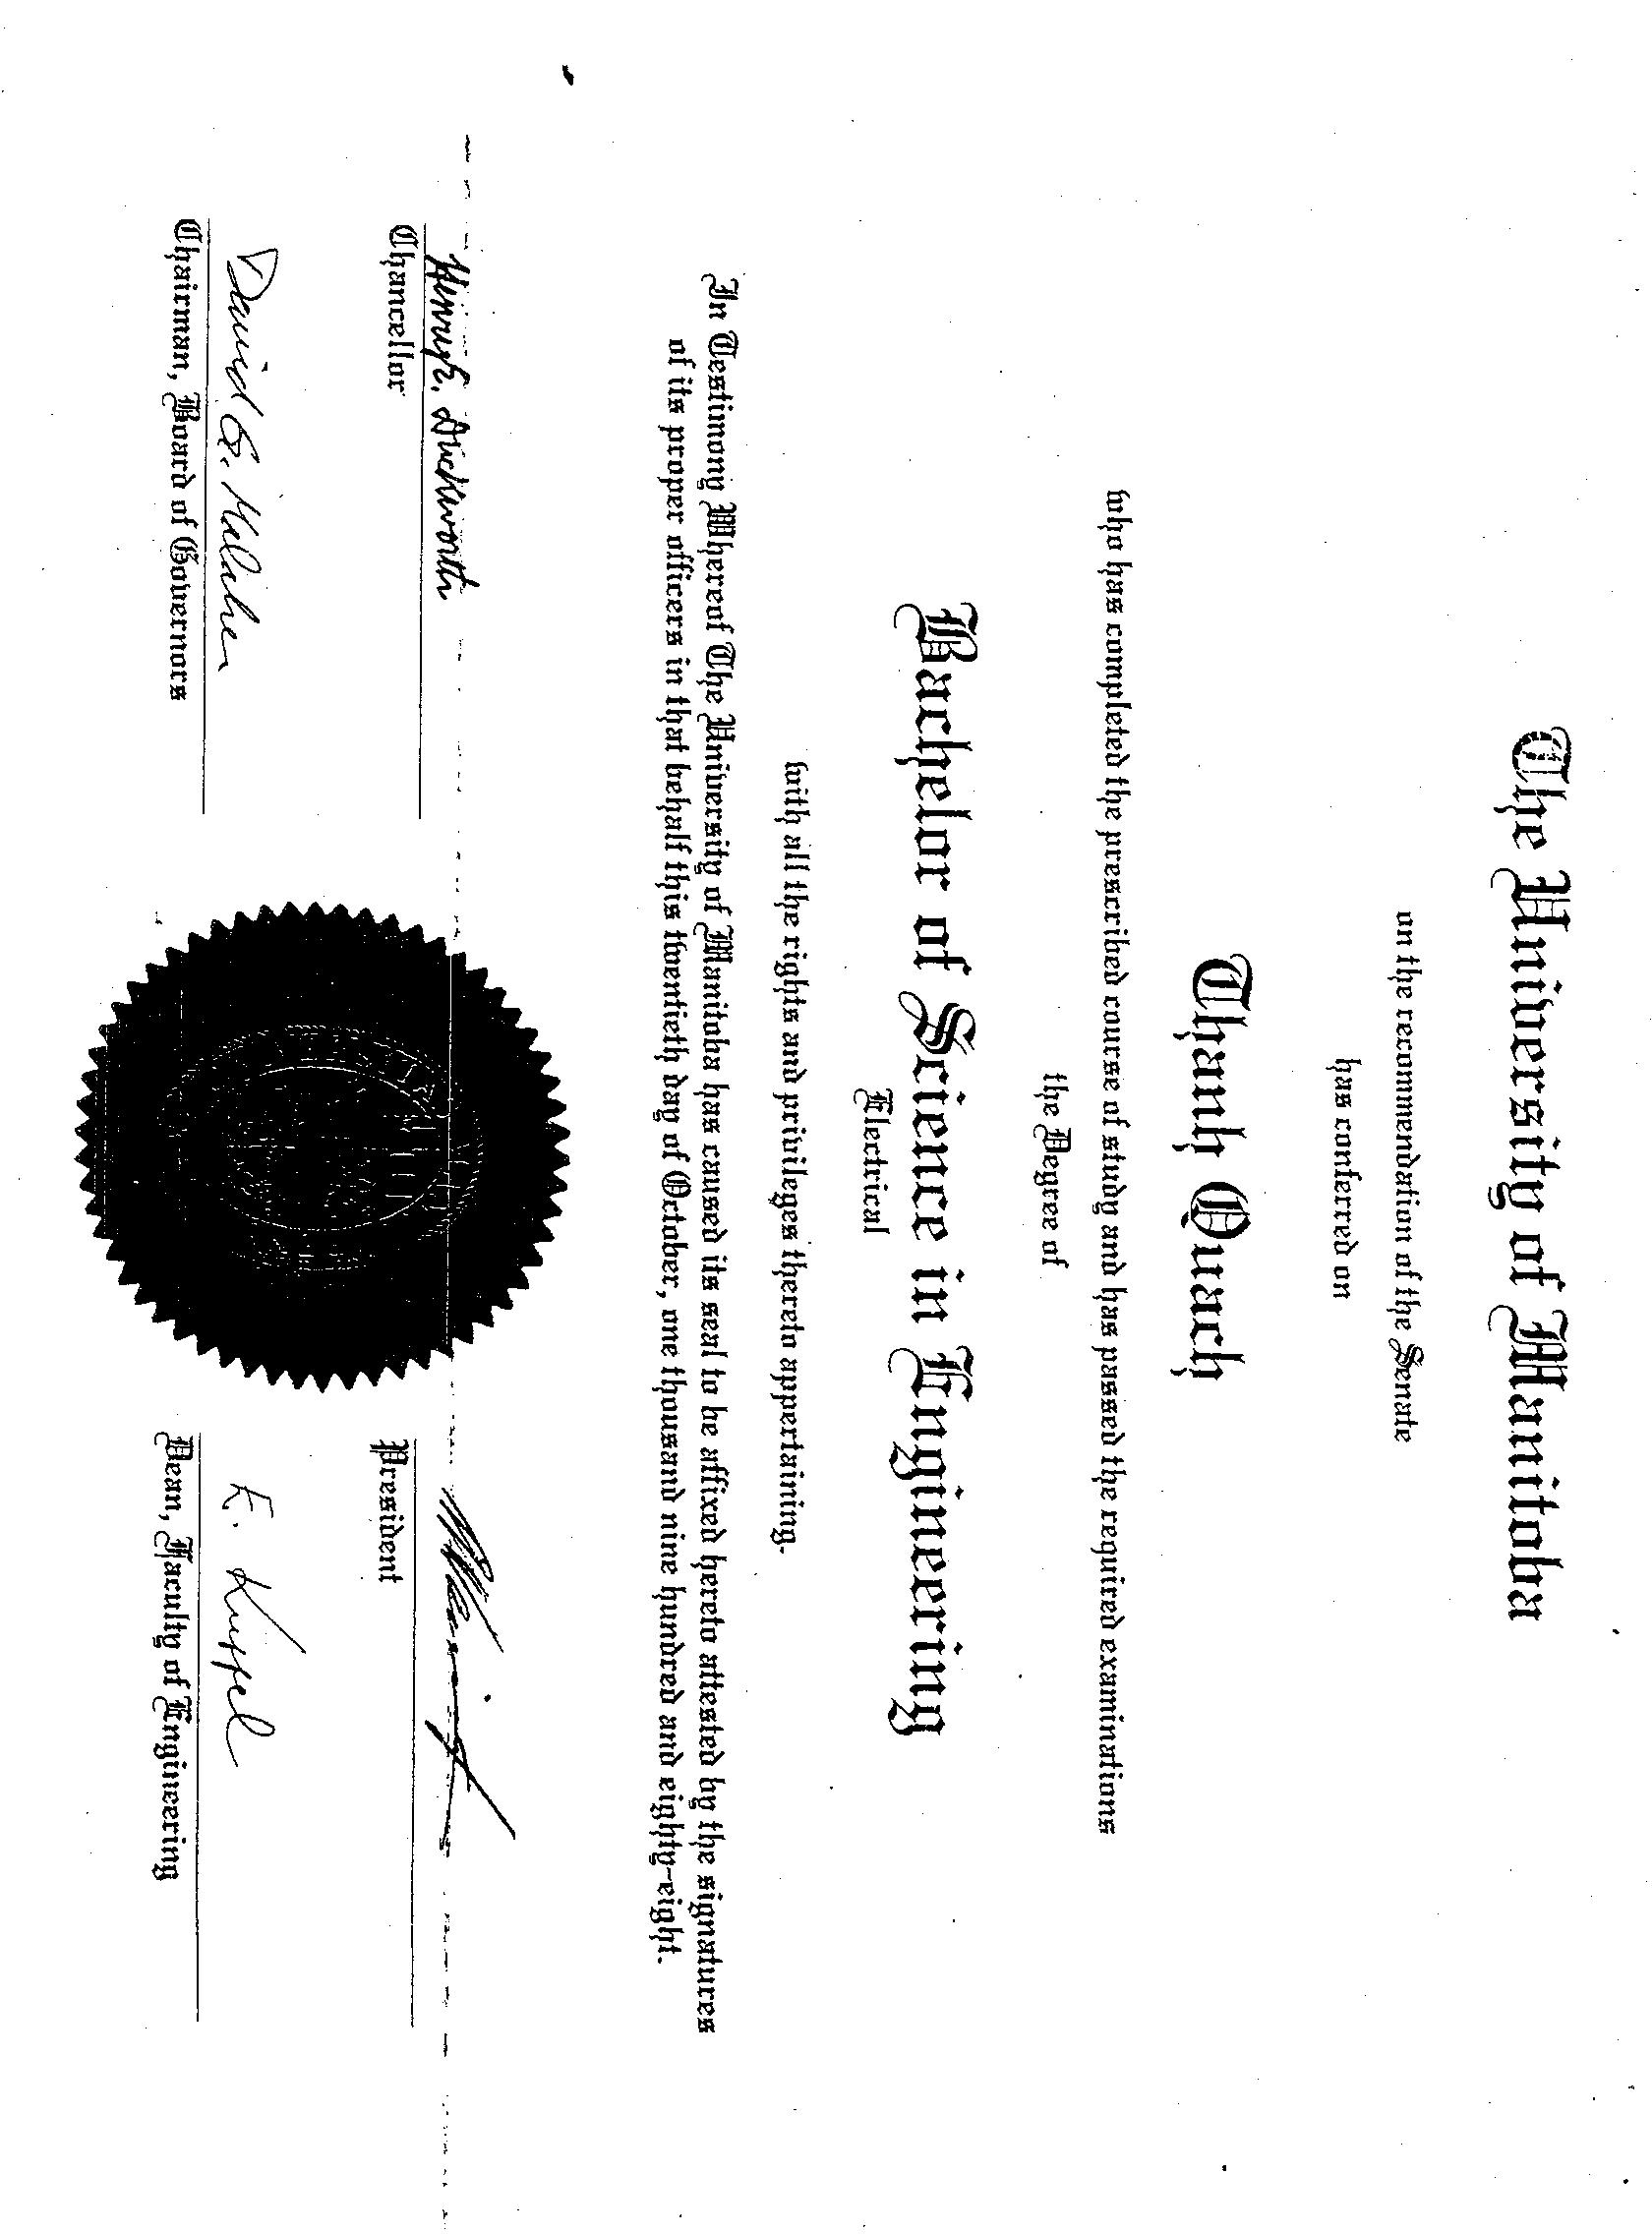 The University of Manitoba
on the recommendation of the Senate
has conferred on
Thanh Quach
who has completed the prescribed course of study and has passed the required examinations
the Degree of
Bachelor of Science in Engineering
Electrical
with all the rights and privileges thereto appertaining.
In Testimony Whereof The University of Manitoba has caused its seal to be affixed hereto attested by the signatures
of its proper officers in that behalf this twentieth day of October, one thousand nine hundred and eighty-eight.
Henry E. Duckworth
Chancellor
President
David G.
Chairman, Board of Governors
E. Kuffel
Dean, Faculty of Engineering